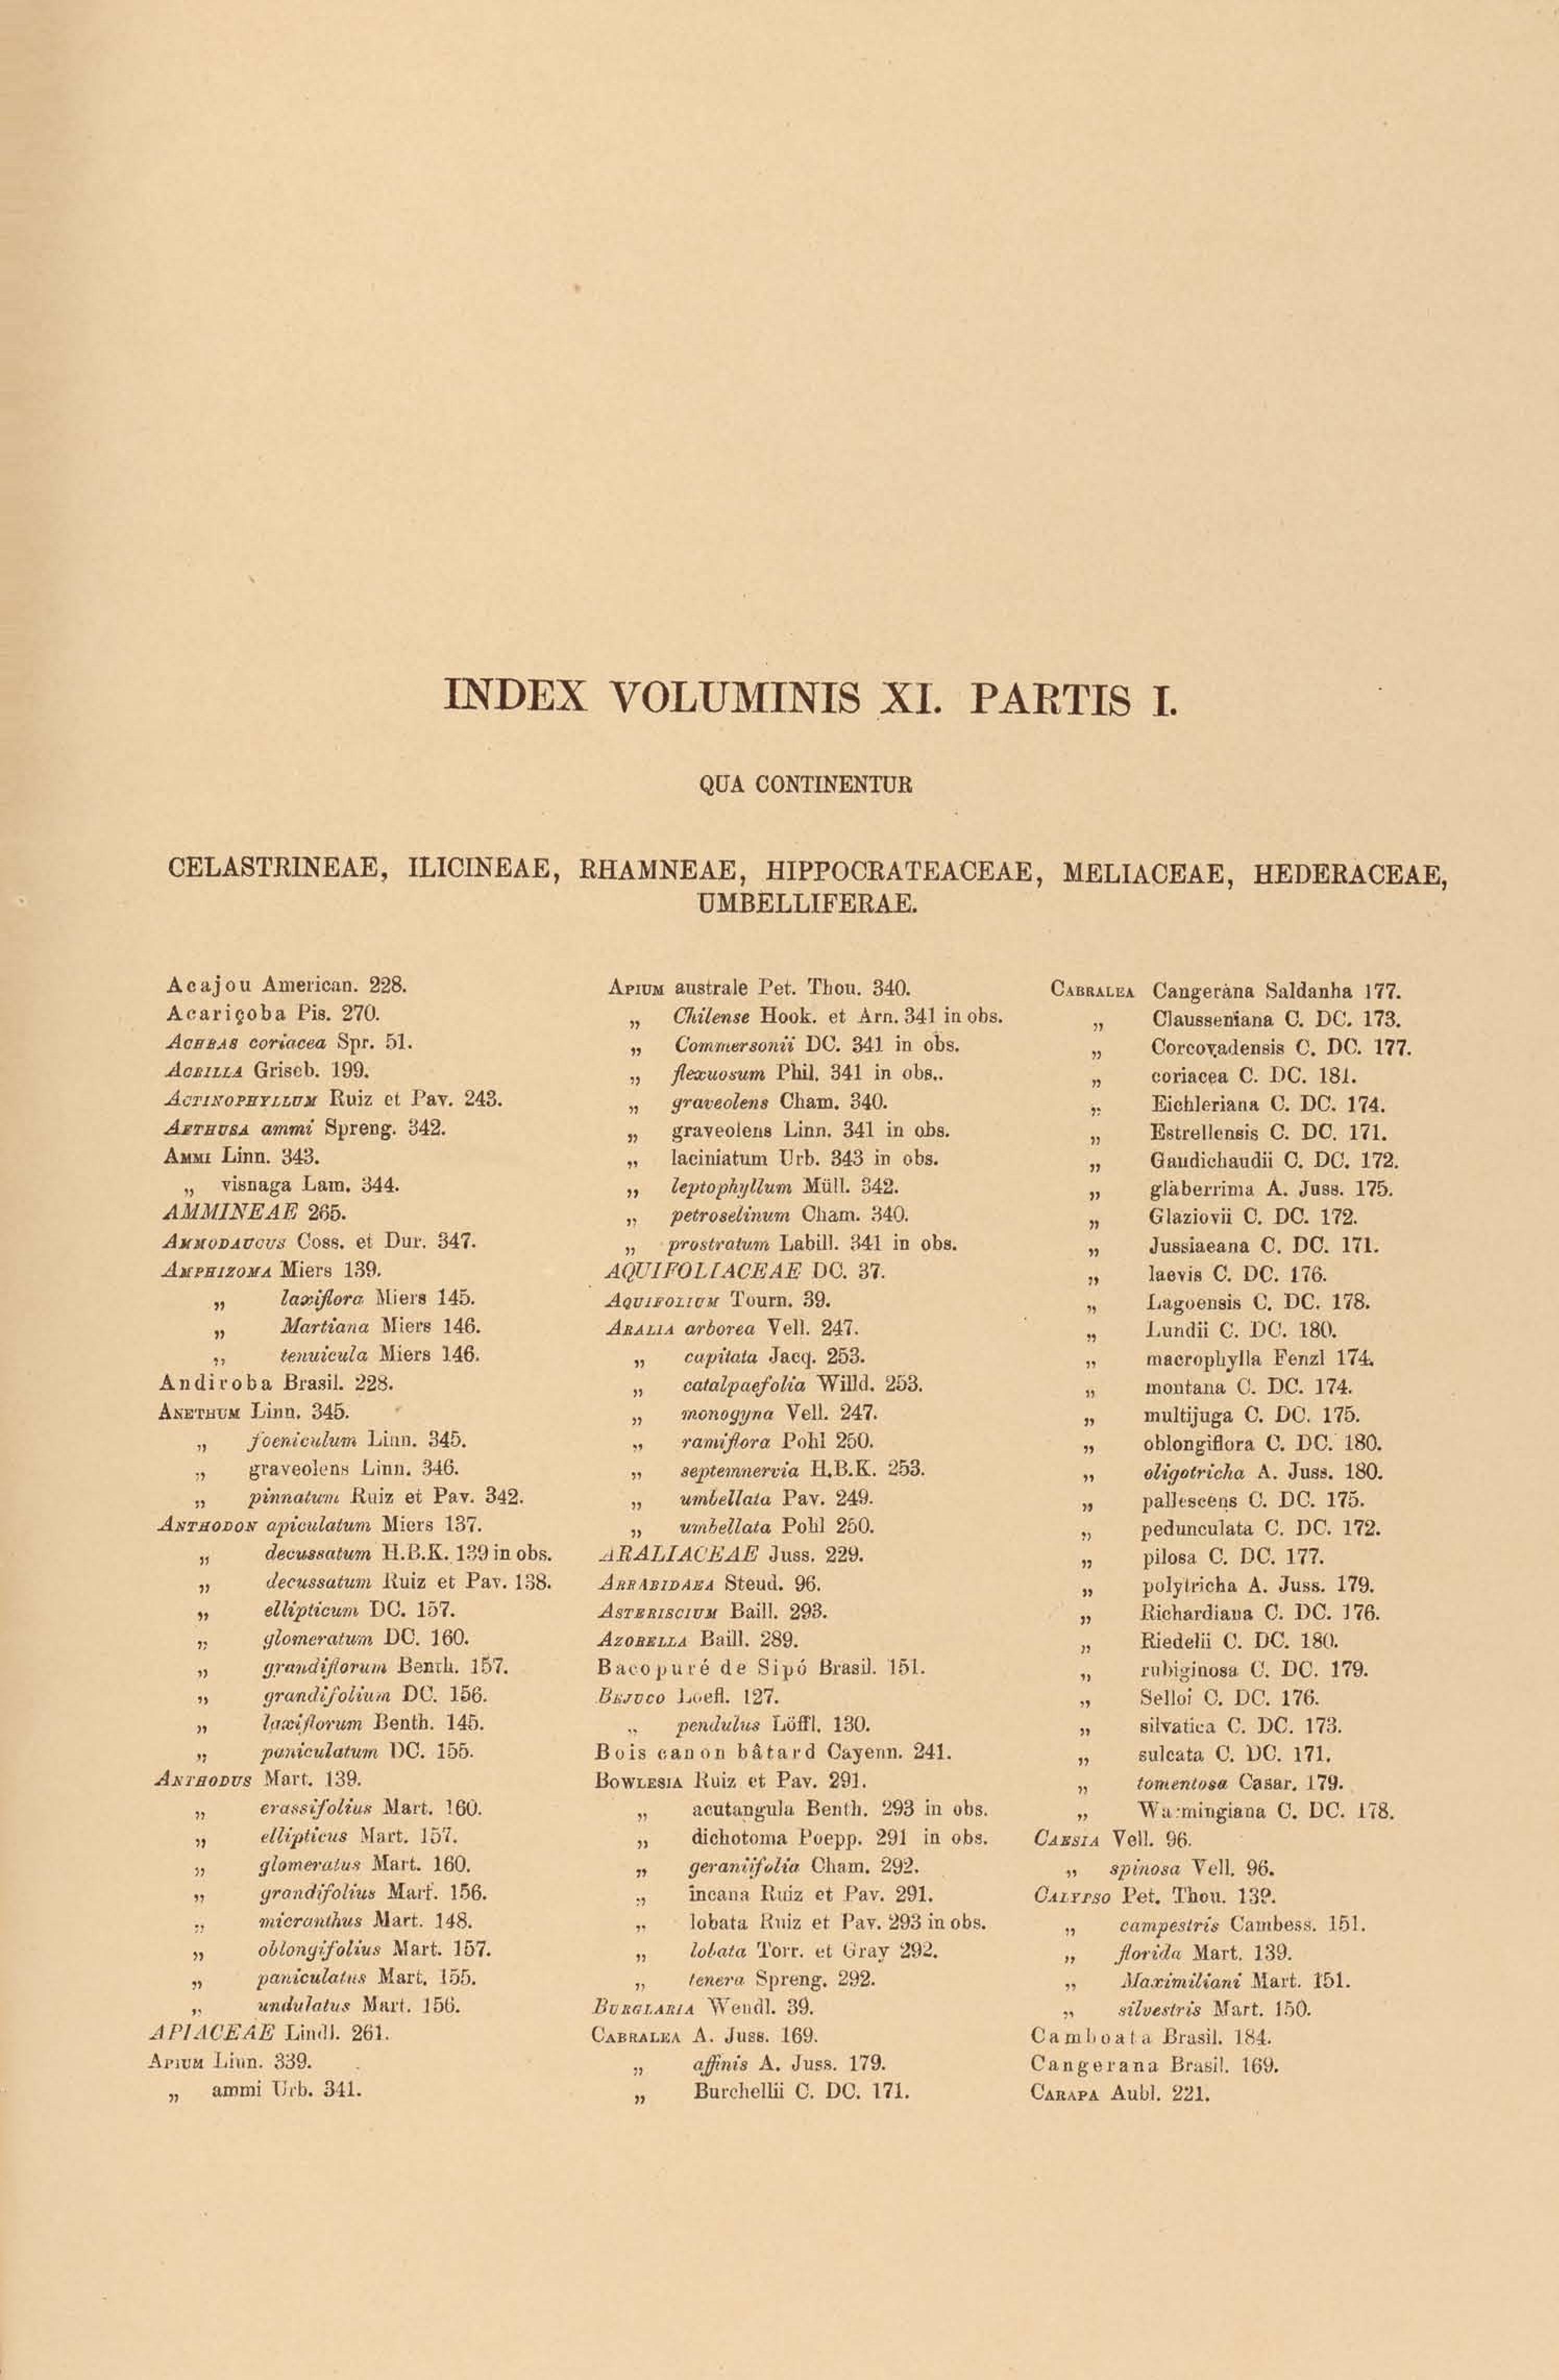 INDEX VOLUMINIS XI. PARTIS I.
QUA CONTINENTUR
CELASTRINEAE, ILICINEAE, RHAMNEAE, HIPPOCRATEACEAE, MELIACEAE, HEDERACEAE,
UMBELLIFERAE.
Acajou American. 228.
Acariçoba Pis. 270.
ACHRAS coriacea Spr. 51.
ACRILLA Griseb. 199.
ACTINOPHYLLUM Ruiz et Pav. 243.
AETHUSA ammi Spreng. 342.
AMMI Linn. 343.
„ visnaga Lam. 344.
AMMINEAE 265.
AMMODAUCUS Coss. et Dur. 347.
AMPHIZOMA Miers 139.
„ laxiflora Miers 145.
„ Martiana Miers 146.
„ tenuicula Miers 146.
Andiroba Brasil. 228.
ANETHUM Linn. 345.
„ foeniculum Linn. 345.
„ graveolens Linn. 346.
„ pinnatum Ruiz et Pav. 342.
ANTHODON apiculatum Miers 137.
„ decussatum H.B.K. 139 in obs.
„ decussatum Ruiz et Pav. 138.
„ ellipticum DC. 157.
„ glomeratum DC. 160.
„ grandiflorum Benth. 157.
„ grandifolium DC. 156.
„ laxiflorum Benth. 145.
„ paniculatum DC. 155.
ANTHODUS Mart. 139.
„ crassifolius Mart. 160.
„ ellipticus Mart. 157.
„ glomeratus Mart. 160.
„ grandifolius Mart. 156.
„ micranthus Mart. 148.
„ oblongifolius Mart. 157.
„ paniculatus Mart. 155.
„ undulatus Mart. 156.
APIACEAE Lindl. 261.
APIUM Linn. 339.
„ ammi Urb. 341.
APIUM australe Pet. Thou. 340.
„ Chilense Hook. et Arn. 341 in obs.
„ Commersonii DC. 341 in obs.
„ flexuosum Phil. 341 in obs..
„ graveolens Cham. 340.
„ graveolens Linn. 341 in obs.
„ laciniatum Urb. 343 in obs.
„ leptophyllum Müll. 342.
„ petroselinum Cham. 340.
„ prostratum Labill. 341 in obs.
AQUIFOLIACEAE DC. 37.
AQUIFOLIUM Tourn. 39.
ARALIA arborea Vell. 247.
„ capitata Jacq. 253.
„ catalpaefolia Willd. 253.
„ monogyna Vell. 247.
„ ramiflora Pohl 250.
„ septemnervia H.B.K. 253.
„ umbellata Pav. 249.
„ umbellata Pohl 250.
ARALIACEAE Juss. 229.
ARRABIDAEA Steud. 96.
ASTERISCIUM Baill. 293.
AZORELLA Baill. 289.
Bacopuré de Sipó Brasil. 151.
BEJUCO Loefl. 127.
„ pendulus Löffl. 130.
Bois canon bâtard Cayenn. 241.
BOWLESIA Ruiz et Pav. 291.
„ acutangula Benth. 293 in obs.
„ dichotoma Poepp. 291 in obs.
„ geraniifolia Cham. 292.
„ incana Ruiz et Pav. 291.
„ lobata Ruiz et Pav. 293 in obs.
„ lobata Torr. et Gray 292.
„ tenera Spreng. 292.
BURGLARIA Wendl. 39.
CABRALEA A. Juss. 169.
„ affinis A. Juss. 179.
„ Burchellii C. DC. 171.
CABRALEA Cangerána Saldanha 177.
„ Clausseniana C. DC. 173.
„ Corcovadensis C. DC. 177.
„ coriacea C. DC. 181.
„ Eichleriana C. DC. 174.
„ Estrellensis C. DC. 171.
„ Gaudichaudii C. DC. 172.
„ glaberrima A. Juss. 175.
„ Glaziovii C. DC. 172.
„ Jussiaeana C. DC. 171.
„ laevis C. DC. 176.
„ Lagoensis C. DC. 178.
„ Lundii C. DC. 180.
„ macrophylla Fenzl 174.
„ montana C. DC. 174.
„ multijuga C. DC. 175.
„ oblongiflora C. DC. 180.
„ oligotricha A. Juss. 180.
„ pallescens C. DC. 175.
„ pedunculata C. DC. 172.
„ pilosa C. DC. 177.
„ polytricha A. Juss. 179.
„ Richardiana C. DC. 176.
„ Riedelii C. DC. 180.
„ rubiginosa C. DC. 179.
„ Selloi C. DC. 176.
„ silvatica C. DC. 173.
„ sulcata C. DC. 171.
„ tomentosa Casar. 179.
„ Warmingiana C. DC. 178.
CAESIA Vell. 96.
„ spinosa Vell. 96.
CALYPSO Pet. Thou. 139.
„ campestris Cambess. 151.
„ florida Mart. 139.
„ Maximiliani Mart. 151.
„ silvestris Mart. 150.
Camboata Brasil. 184.
Cangerana Brasil. 169.
CARAPA Aubl. 221.